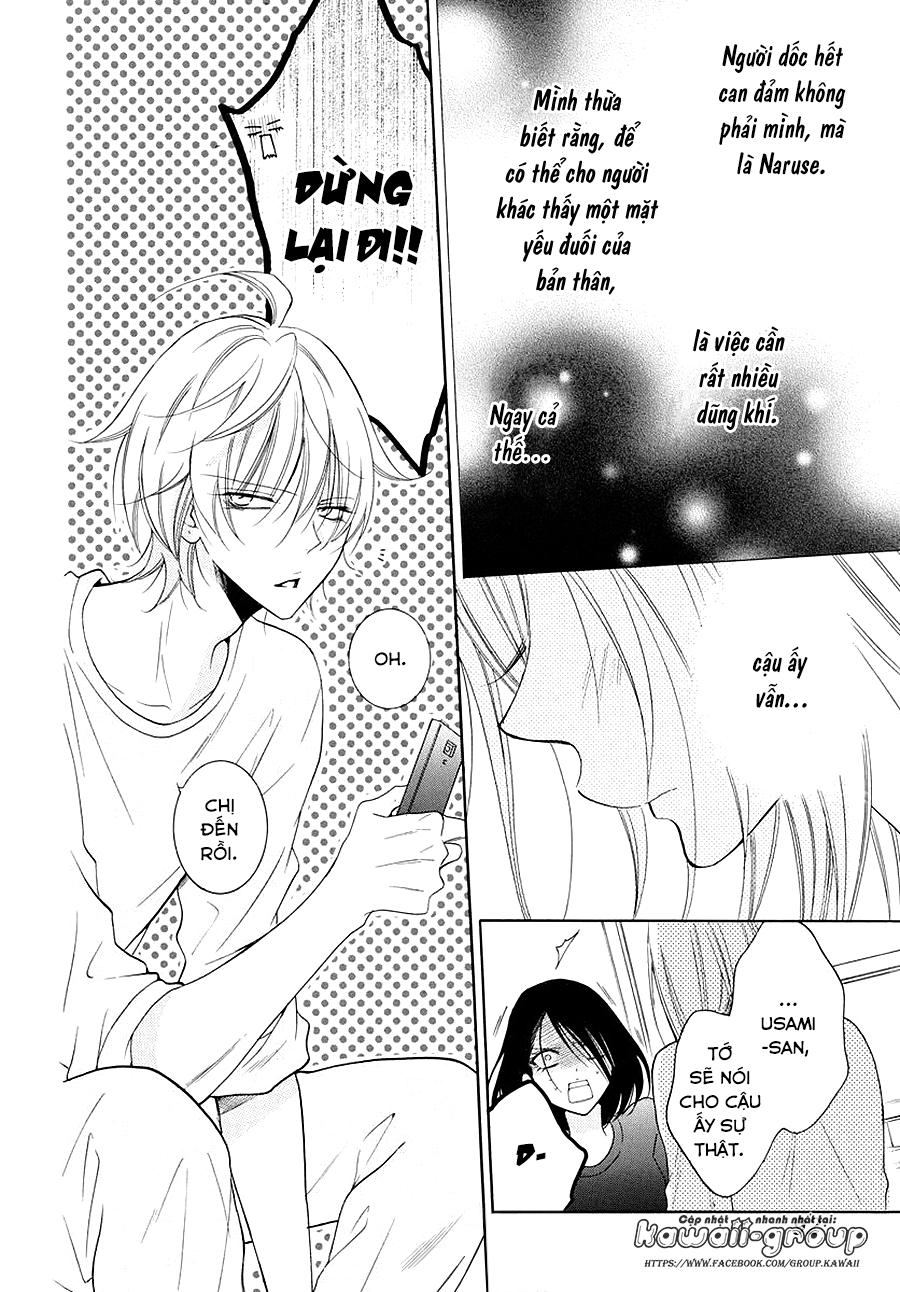 Người dốc hết
can đảm không
phải mình, mà
là Naruse.
Mình thừa
biết rằng, để
có thể cho người
khác thấy một mặt
yếu đuối của
bản thân,
là việc cần
rất nhiều
dũng khí.
Ngay cả
thế...
cậu ấy
vẫn...
...
USAMI
-SAN,
TỚ
SẼ NÓI
CHO CẬU
ẤY SỰ
THẬT.
Đ.
DỪNG
LẠI ĐI!!
OH.
CHỊ
ĐẾN
RỒI.
Cập nhật nhanh nhất tại:
kawaii-group
HTTPS://WWW.FACEBOOK.COM/GROUP.KAWAII